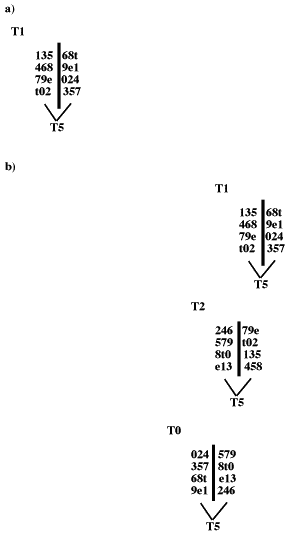 a)
T1
135 68t
468 9e1
79e 024
t02 357
T5
b)
T1
135 68t
468 9e1
79e 024
t02 357
T5
T2
246 79e
579 t02
8t0 135
e13 458
T5
T0
024 579
357 8t0
68t e13
9e1 246
T5